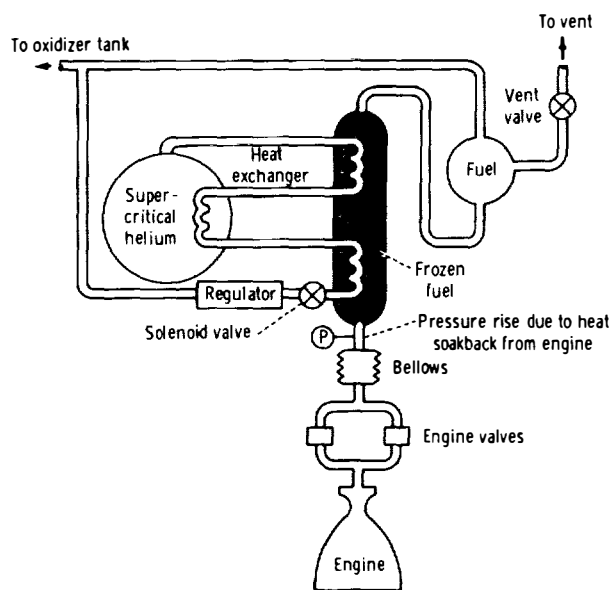 To vent
To oxidizer tank
Vent
valve
Heat
exchanger
Fuel
Super-
critical
helium
Frozen
fuel
Regulator
Solenoid valve
P
Pressure rise due to heat
soakback from engine
Bellows
Engine valves
Engine